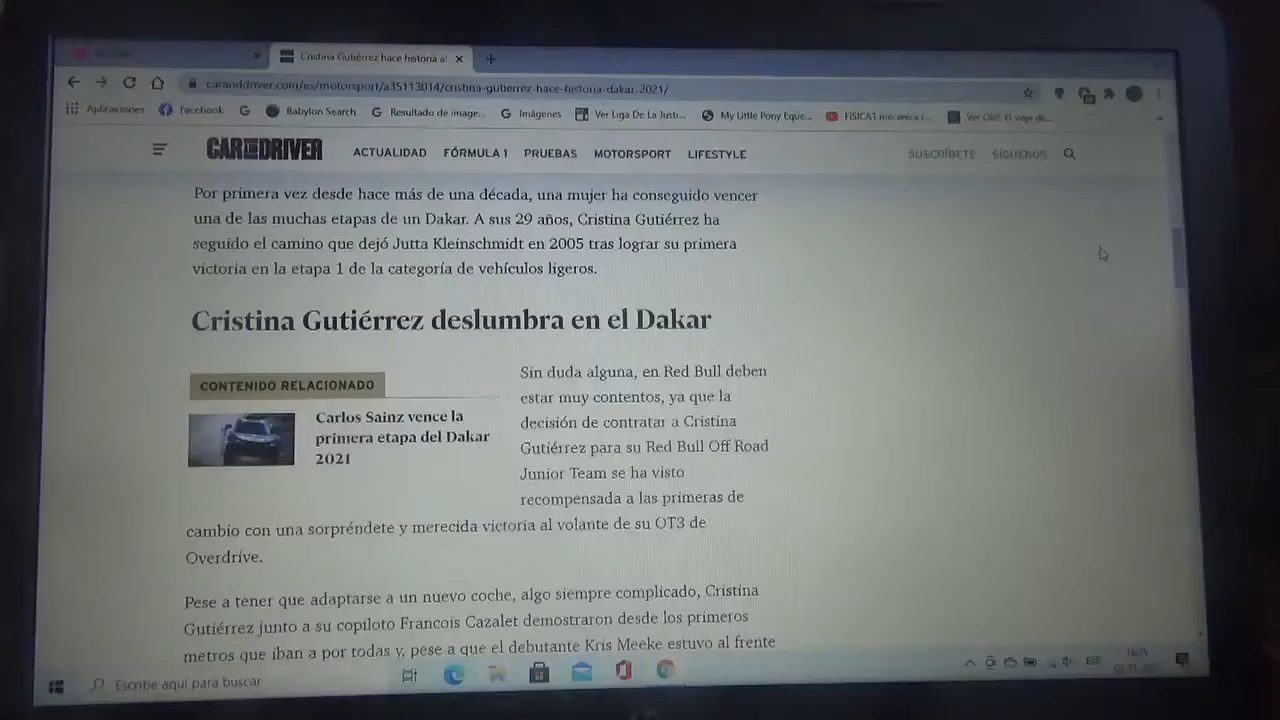 Cristina Gutiérrez hace historia al
caranddriver.com/es/motorsport/a35113014/cristina-gutierrez-hace-historia-dakar-2021/
Aplicaciones Facebook Babylon Search Resultado de image... Imágenes Ver Liga De La Justi... My Little Pony Eque... FISICA1 mecanica c... Ver Olé! El viaje de...
CAR AND DRIVER ACTUALIDAD FÓRMULA 1 PRUEBAS MOTORSPORT LIFESTYLE SUSCRÍBETE SÍGUENOS
Por primera vez desde hace más de una década, una mujer ha conseguido vencer
una de las muchas etapas de un Dakar. A sus 29 años, Cristina Gutiérrez ha
seguido el camino que dejó Jutta Kleinschmidt en 2005 tras lograr su primera
victoria en la etapa 1 de la categoría de vehículos ligeros.
Cristina Gutiérrez deslumbra en el Dakar
CONTENIDO RELACIONADO
Carlos Sainz vence la
primera etapa del Dakar
2021
Sin duda alguna, en Red Bull deben
estar muy contentos, ya que la
decisión de contratar a Cristina
Gutiérrez para su Red Bull Off Road
Junior Team se ha visto
recompensada a las primeras de
cambio con una sorpréndete y merecida victoria al volante de su OT3 de
Overdrive.
Pese a tener que adaptarse a un nuevo coche, algo siempre complicado, Cristina
Gutiérrez junto a su copiloto Francois Cazalet demostraron desde los primeros
metros que iban a por todas y, pese a que el debutante Kris Meeke estuvo al frente
Escribe aquí para buscar
ESP